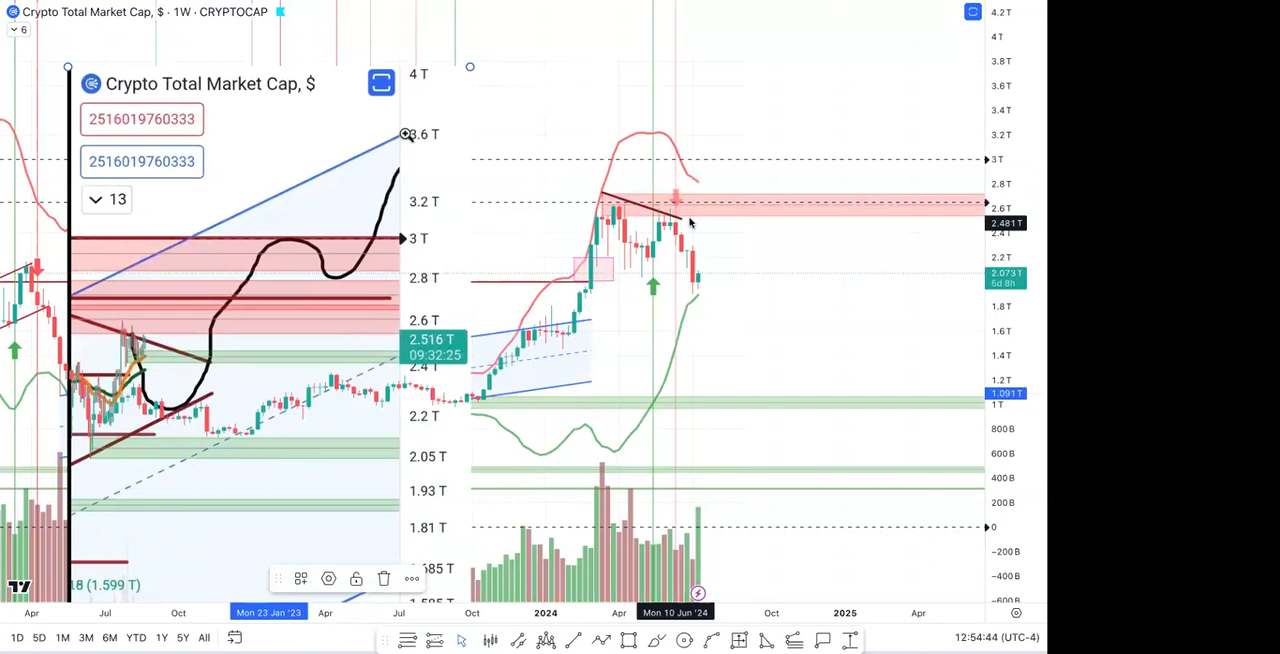 Crypto Total Market Cap, $ · 1W · CRYPTOCAP
6
Crypto Total Market Cap, $
2516019760333
2516019760333
13
4 T
3.6 T
3.2 T
3 T
2.8 T
2.6 T
2.516 T
09:32:25
2.4 T
2.2 T
2.05 T
1.93 T
1.81 T
18 (1.599 T)
4.2 T
4 T
3.8 T
3.6 T
3.4 T
3.2 T
3 T
2.8 T
2.6 T
2.481 T
2.4 T
2.2 T
2.073 T
5d 8h
1.8 T
1.6 T
1.4 T
1.2 T
1.091 T
1 T
800 B
600 B
400 B
200 B
0
−200 B
−400 B
−600 B
Apr
Jul
Oct
Mon 23 Jan '23
Apr
Jul
Oct
2024
Apr
Mon 10 Jun '24
Oct
2025
Apr
1D 5D 1M 3M 6M YTD 1Y 5Y All
12:54:44 (UTC-4)